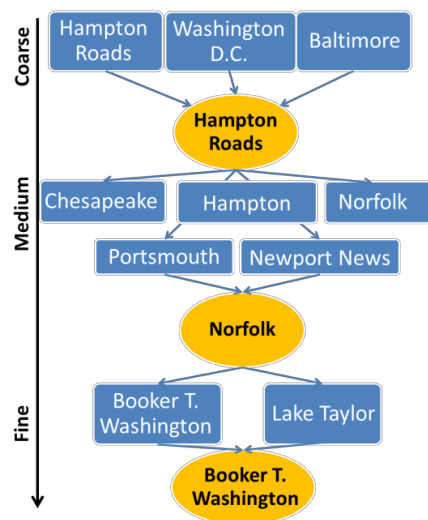 Coarse
Hampton
Roads
Washington
D.C.
Baltimore
Hampton
Roads
Medium
Chesapeake
Hampton
Norfolk
Portsmouth
Newport News
Norfolk
Fine
Booker T.
Washington
Lake Taylor
Booker T.
Washington